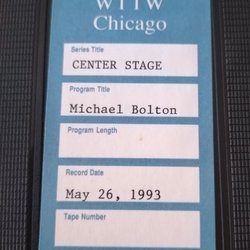 WTTW
Chicago
Series Title
CENTER STAGE
Program Title
Michael Bolton
Program Length
Record Date
May 26, 1993
Tape Number